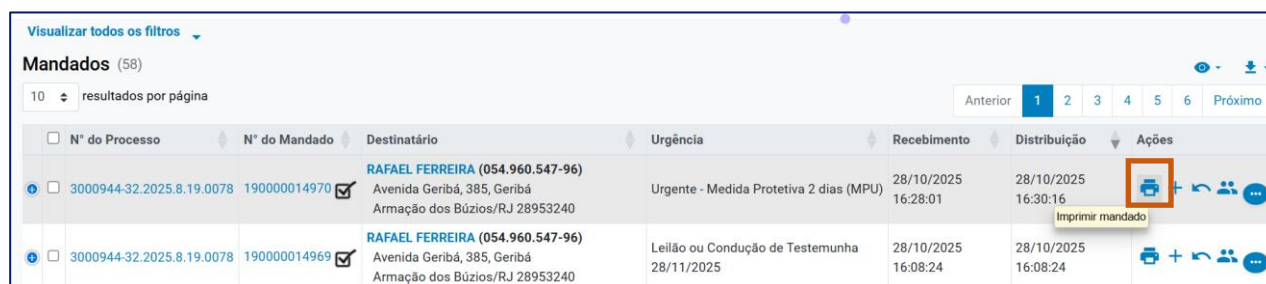 Visualizar todos os filtros
Mandados (58)
10 resultados por página
Anterior 1 2 3 4 5 6 Próximo
N° do Processo N° do Mandado Destinatário Urgência Recebimento Distribuição Ações
RAFAEL FERREIRA (054.960.547-96)
3000944-32.2025.8.19.0078 190000014970 Avenida Geribá, 385, Geribá Urgente - Medida Protetiva 2 dias (MPU) 28/10/2025 28/10/2025
Armação dos Búzios/RJ 28953240 16:28:01 16:30:16
Imprimir mandado
RAFAEL FERREIRA (054.960.547-96)
3000944-32.2025.8.19.0078 190000014969 Avenida Geribá, 385, Geribá Leilão ou Condução de Testemunha 28/10/2025 28/10/2025
Armação dos Búzios/RJ 28953240 28/11/2025 16:08:24 16:08:24